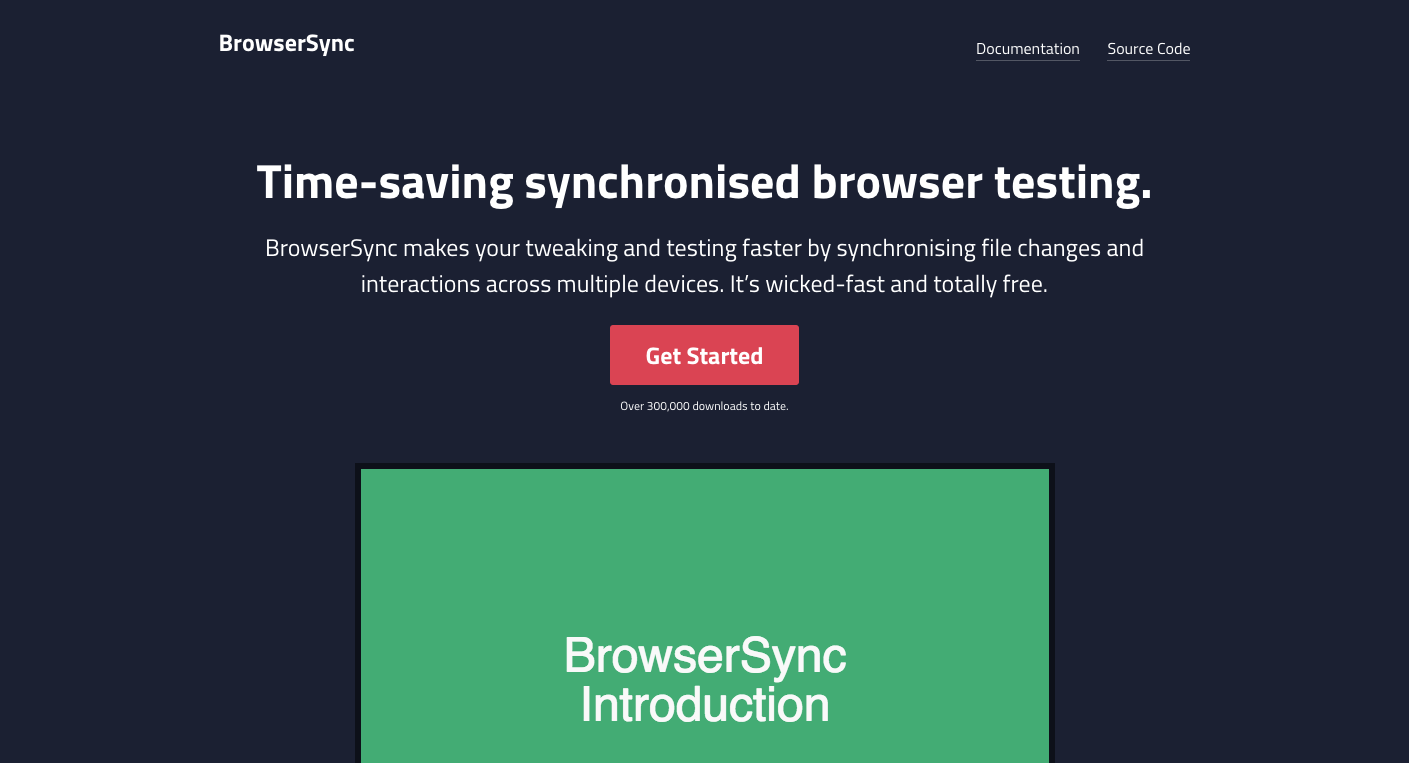 BrowserSync
Documentation
Source Code
Time-saving synchronised browser testing.
BrowserSync makes your tweaking and testing faster by synchronising file changes and
interactions across multiple devices. It’s wicked-fast and totally free.
Get Started
Over 300,000 downloads to date.
BrowserSync
Introduction